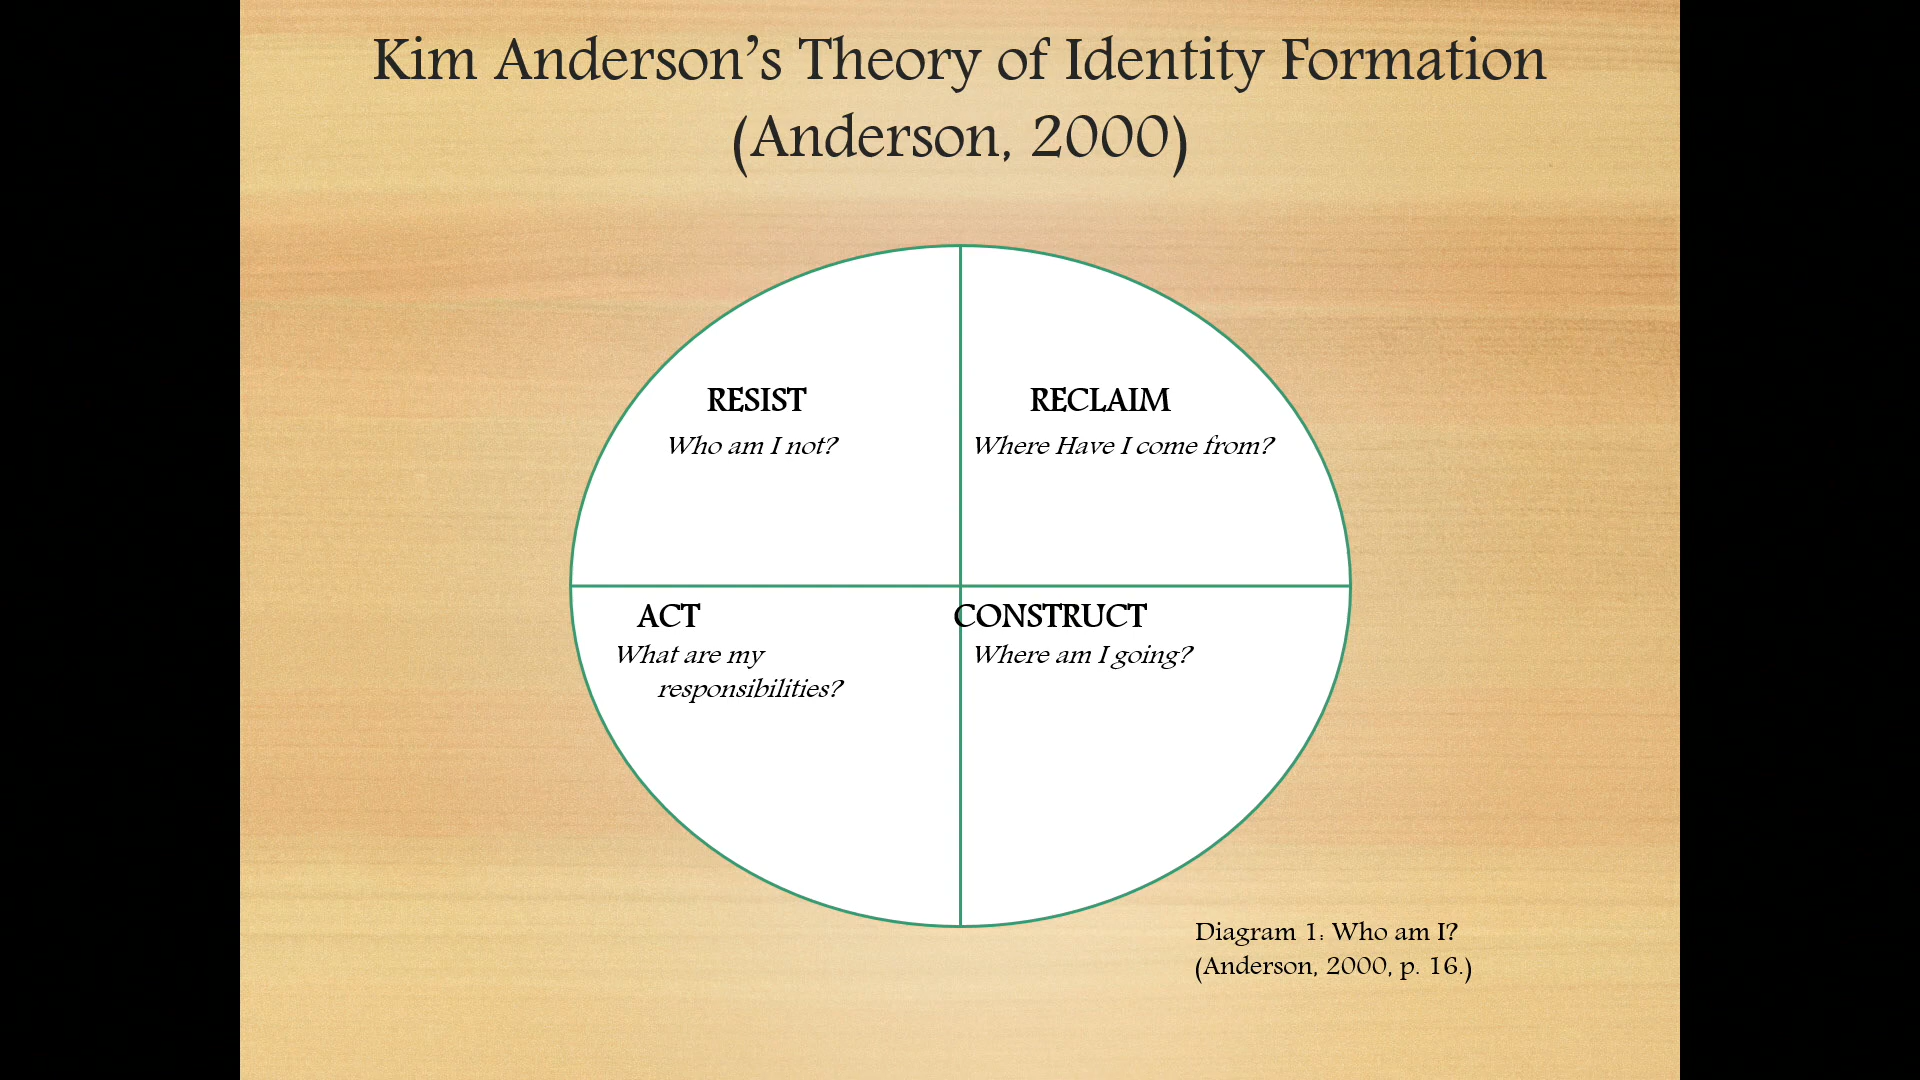 Kim Anderson’s Theory of Identity Formation
(Anderson, 2000)
RESIST
Who am I not?
RECLAIM
Where Have I come from?
ACT
What are my
responsibilities?
CONSTRUCT
Where am I going?
Diagram 1: Who am I?
(Anderson, 2000, p. 16.)